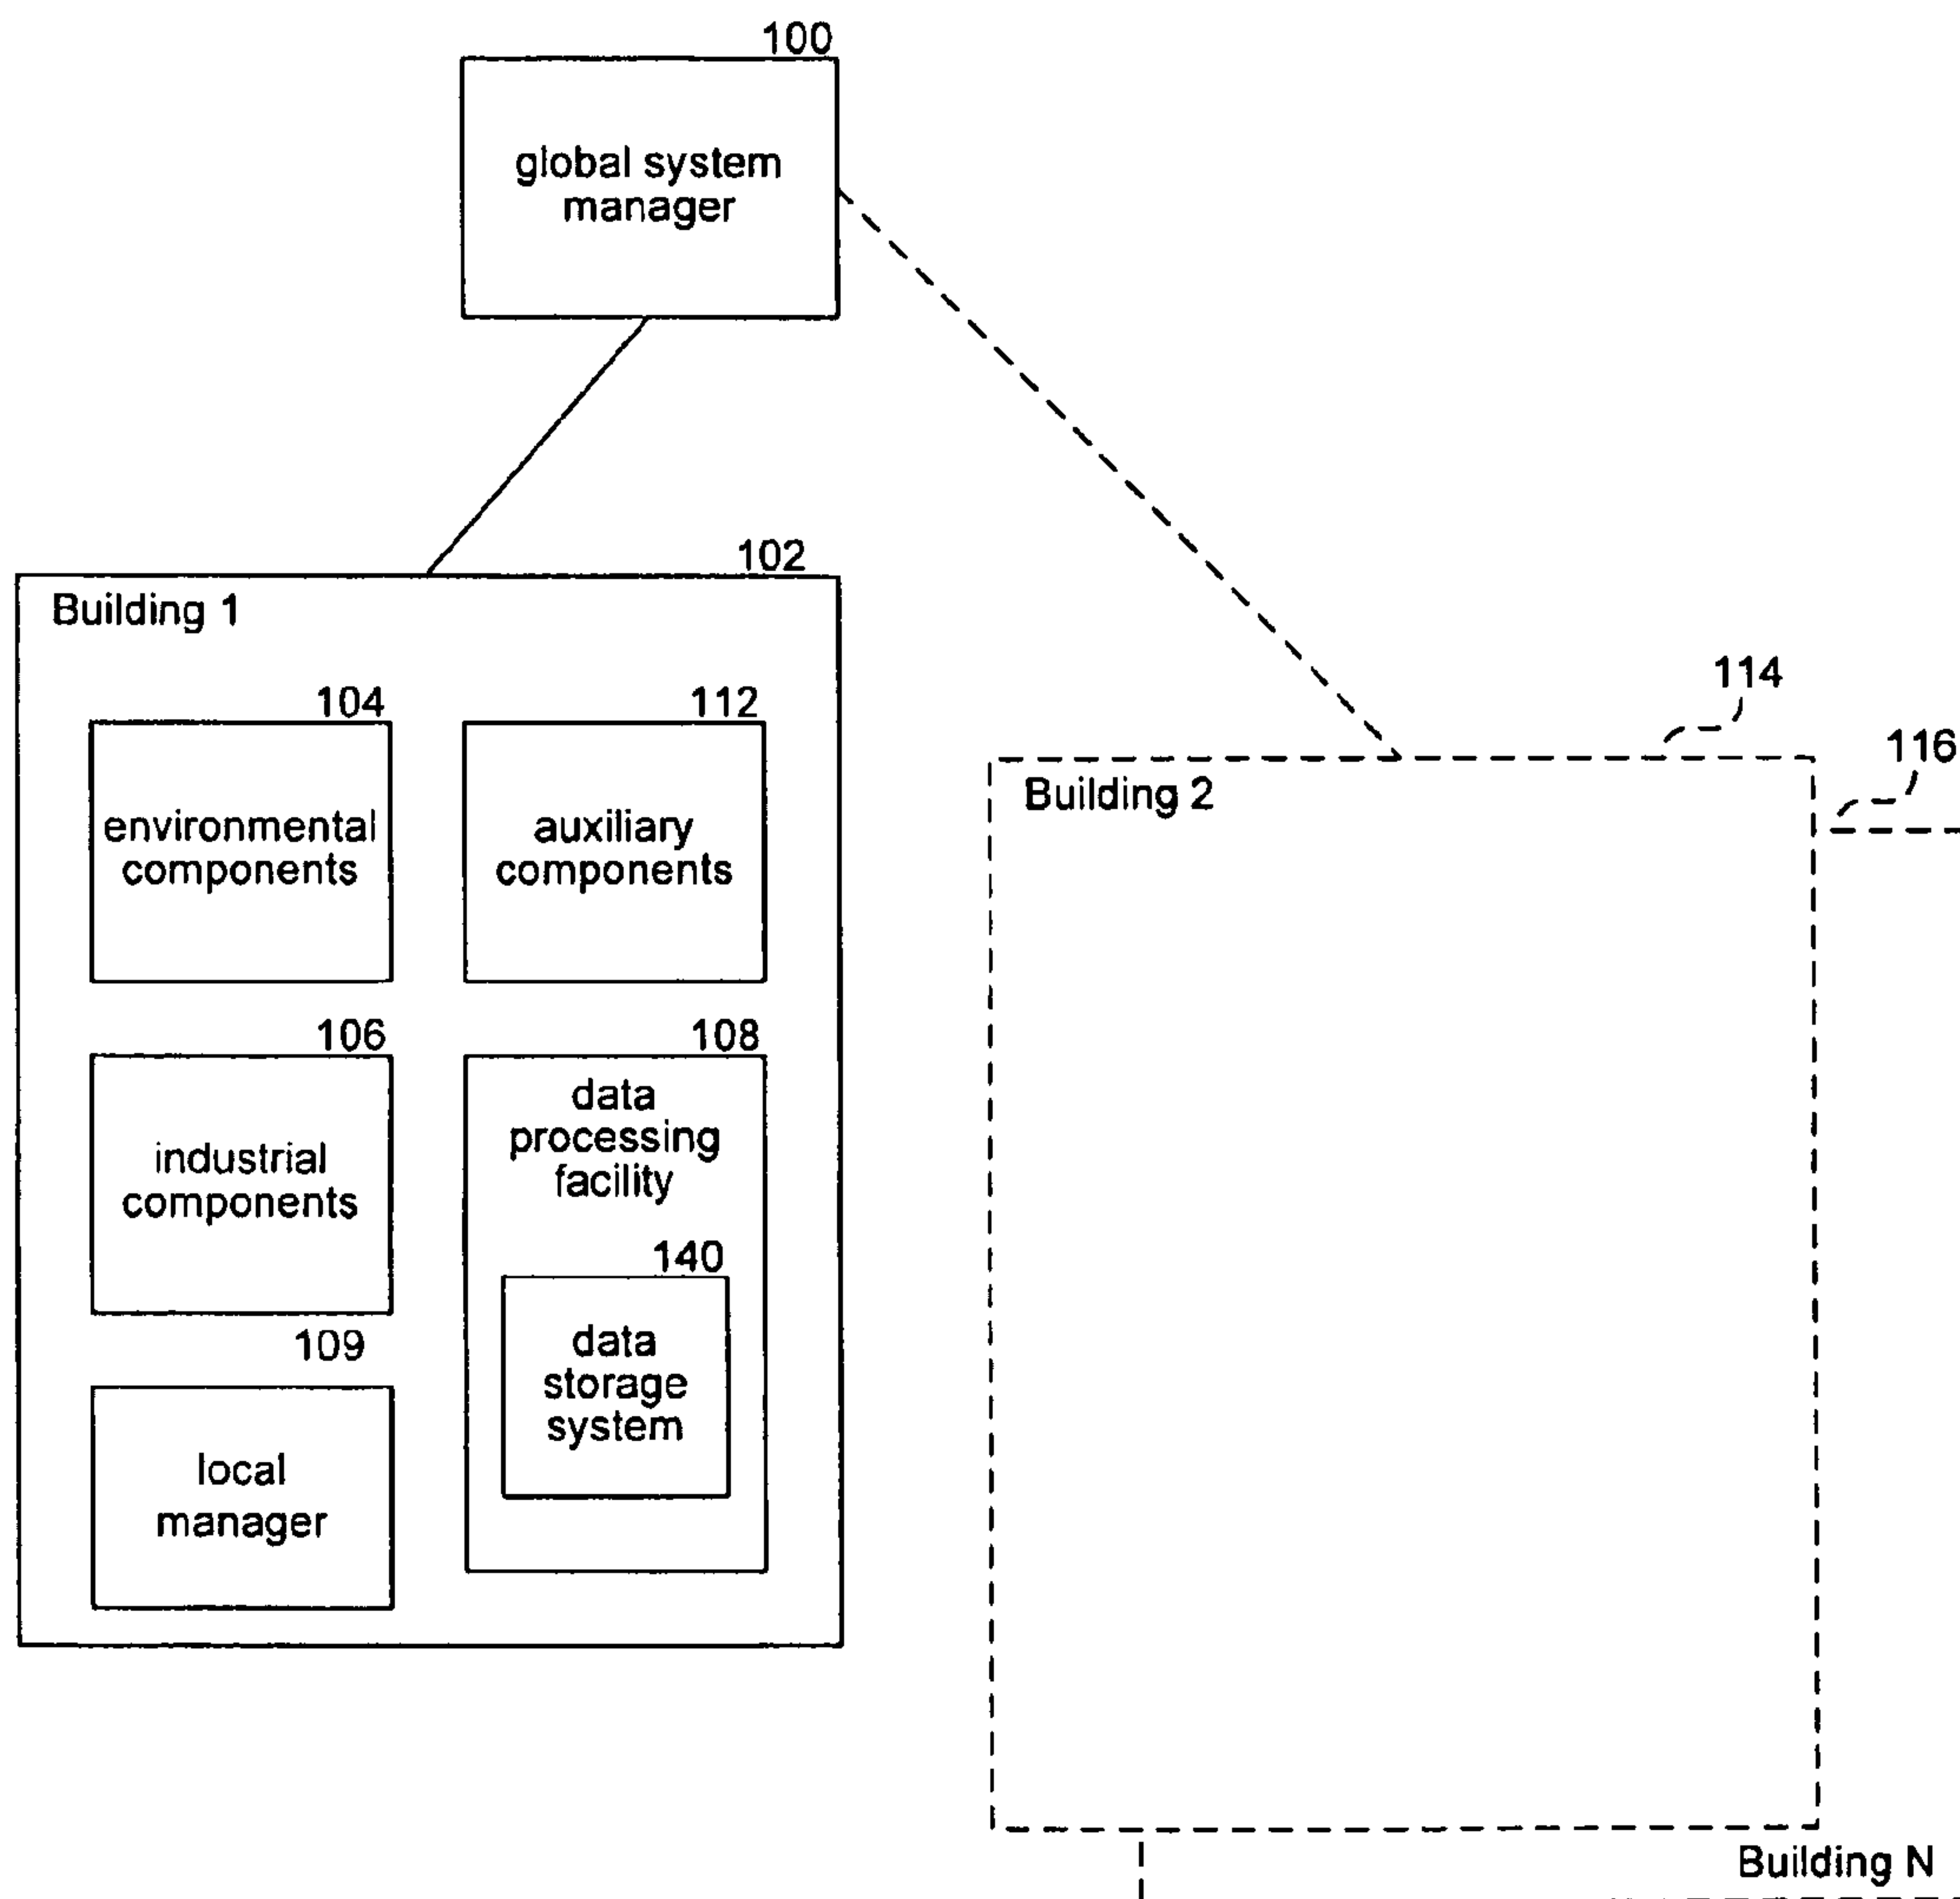 100
global system
manager
102
Building 1
104
environmental
components
112
auxiliary
components
106
industrial
components
108
data
processing
facility
140
data
storage
system
109
local
manager
114
116
Building 2
Building N